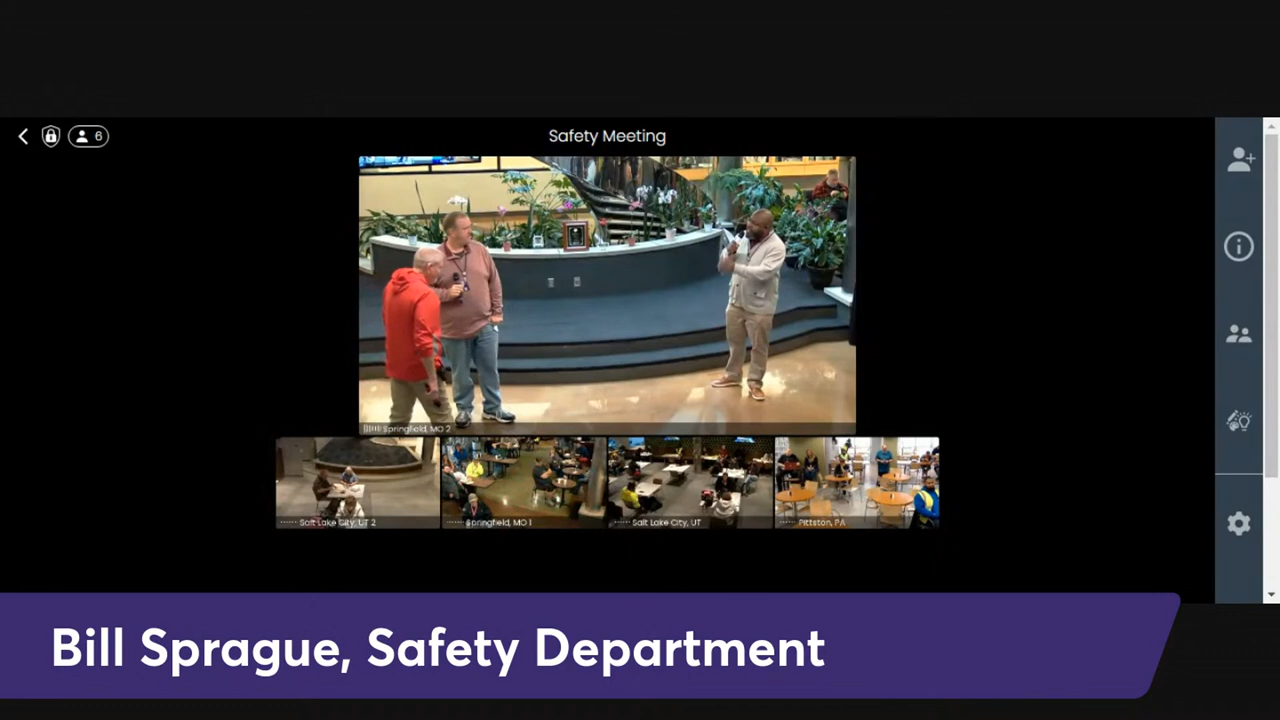 6
Safety Meeting
Springfield, MO 2
Salt Lake City, UT 2
Springfield, MO 1
Salt Lake City, UT
Pittston, PA
Bill Sprague, Safety Department